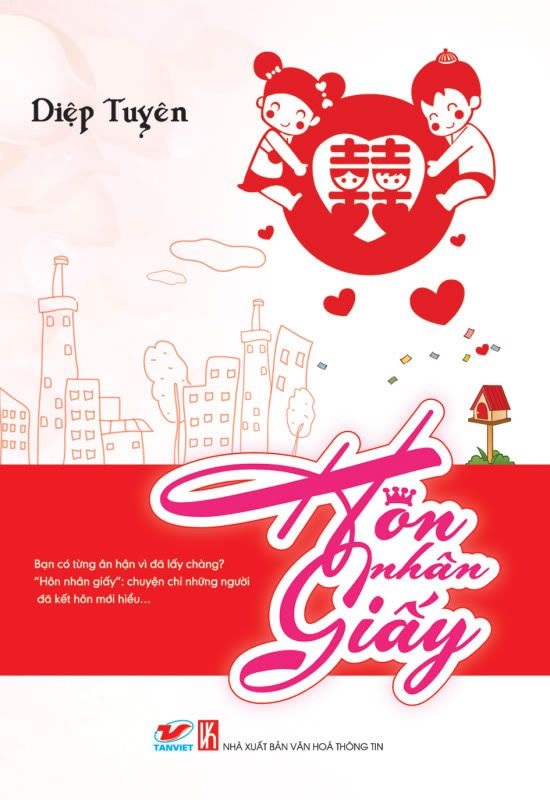 Diệp Tuyên
囍
Hôn
nhân
Giấy
Bạn có từng ân hận vì đã lấy chàng?
"Hôn nhân giấy": chuyện chỉ những người
đã kết hôn mới hiểu...
TANVIET
NHÀ XUẤT BẢN VĂN HOÁ THÔNG TIN